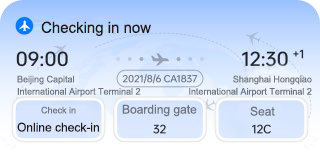 Checking in now
09:00
12:30 +1
Beijing Capital
International Airport Terminal 2
2021/8/6 CA1837
Shanghai Hongqiao
International Airport Terminal 2
Check in
Online check-in
Boarding gate
32
Seat
12C